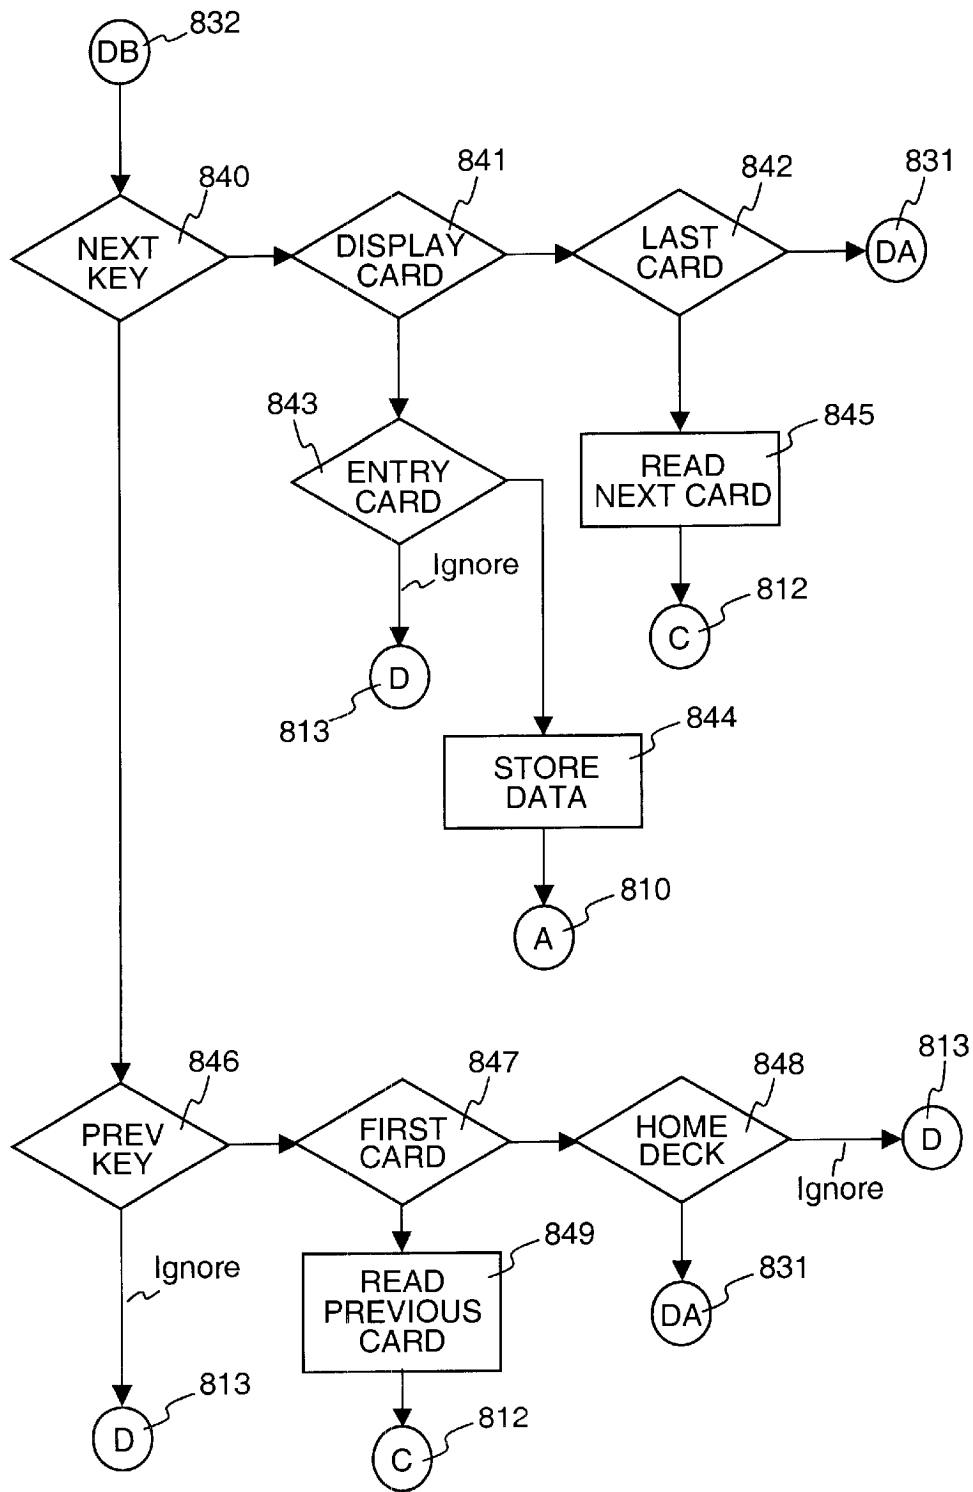 DB
832
840
NEXT
KEY
841
DISPLAY
CARD
842
LAST
CARD
831
DA
843
ENTRY
CARD
845
READ
NEXT CARD
Ignore
812
C
D
813
844
STORE
DATA
810
A
846
PREV
KEY
847
FIRST
CARD
848
HOME
DECK
813
D
Ignore
Ignore
849
READ
PREVIOUS
CARD
831
DA
813
D
812
C